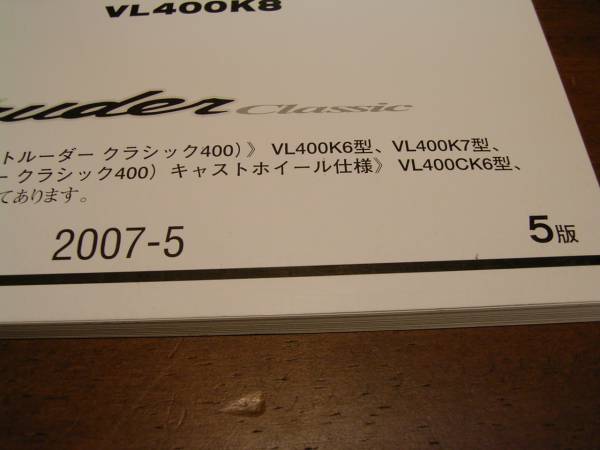 VL400K8
uder Classic
トルーダー クラシック400)》 VL400K6型、VL400K7型、
ー クラシック400) キャストホイール仕様》 VL400CK6型、
てあります。
2007-5
5版